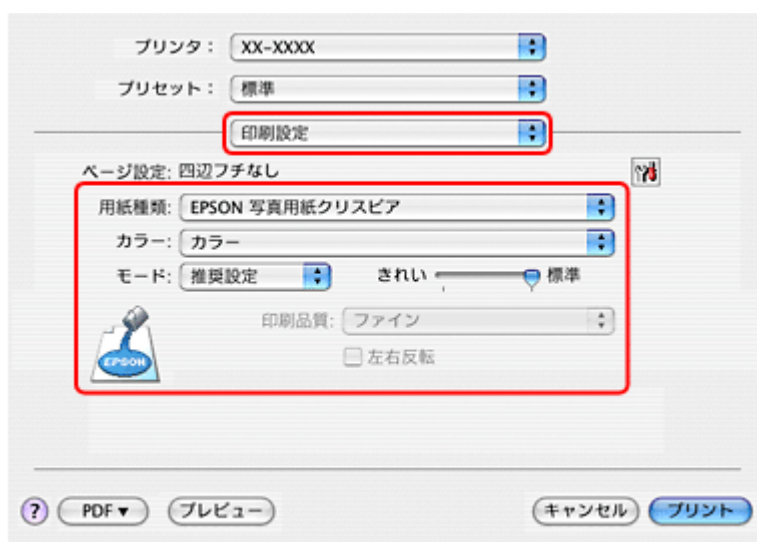 プリンタ： XX-XXXX
プリセット： 標準
印刷設定
ページ設定: 四辺フチなし
用紙種類: EPSON 写真用紙クリスピア
カラー: カラー
モード: 推奨設定 きれい 標準
印刷品質: ファイン
左右反転
EPSON
? PDF▼ プレビュー キャンセル プリント